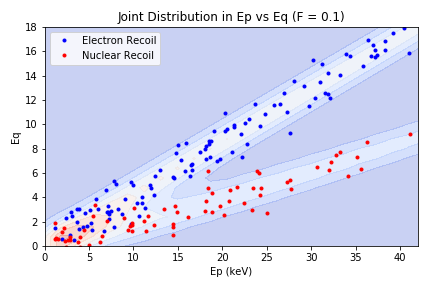 Joint Distribution in Ep vs Eq (F = 0.1)
18
16
14
12
10
8
6
4
2
0
Eq
Electron Recoil
Nuclear Recoil
0 5 10 15 20 25 30 35 40
Ep (keV)